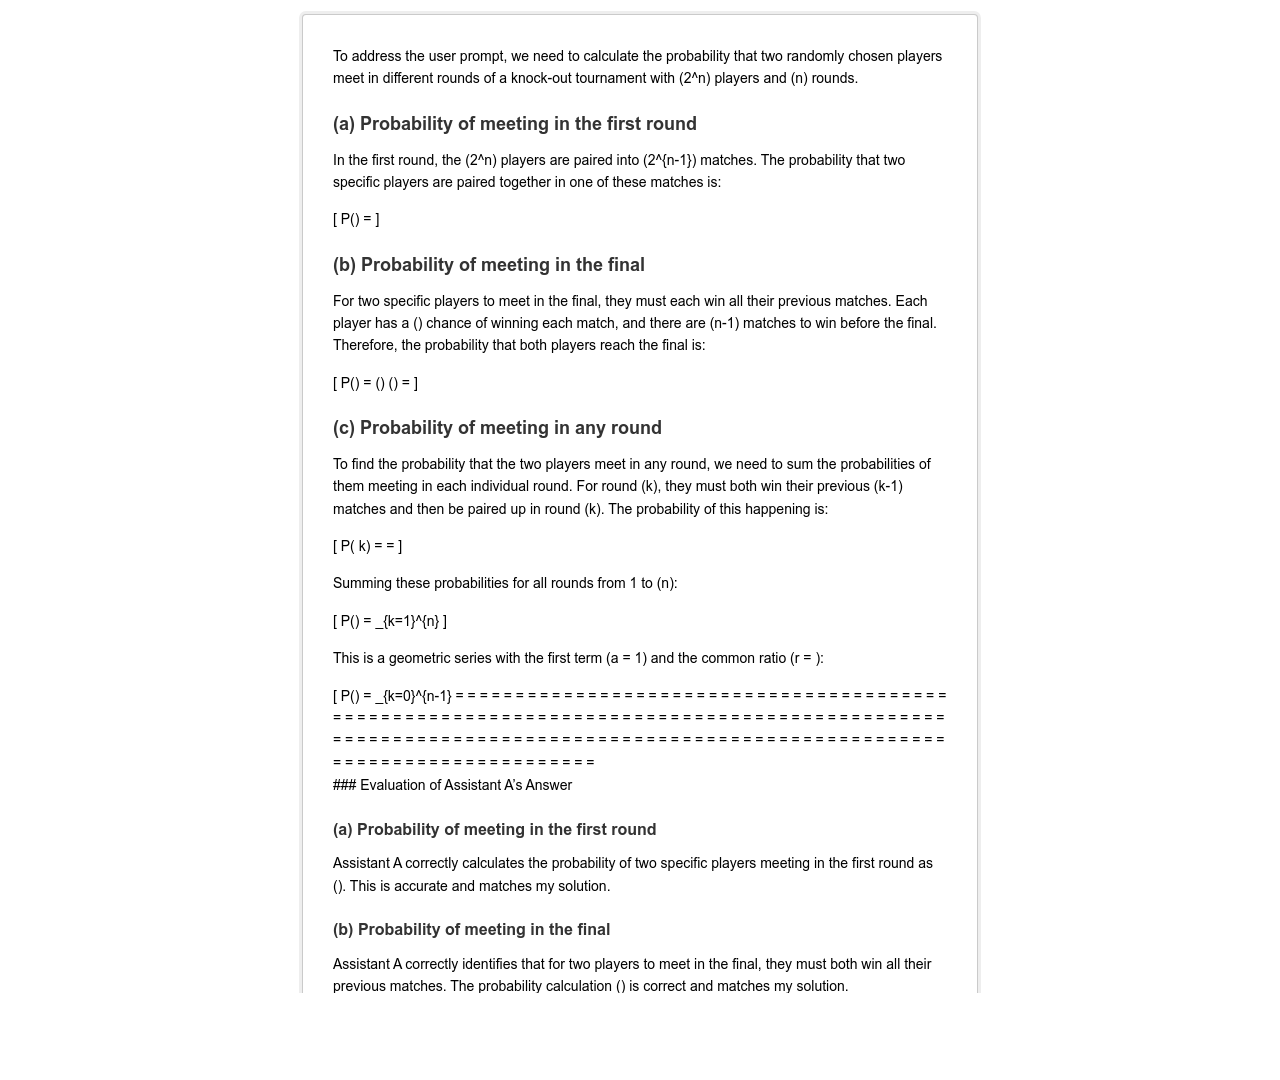 To address the user prompt, we need to calculate the probability that two randomly chosen players
meet in different rounds of a knock-out tournament with (2^n) players and (n) rounds.
(a) Probability of meeting in the first round
In the first round, the (2^n) players are paired into (2^{n-1}) matches. The probability that two
specific players are paired together in one of these matches is:
[ P() = ]
(b) Probability of meeting in the final
For two specific players to meet in the final, they must each win all their previous matches. Each
player has a () chance of winning each match, and there are (n-1) matches to win before the final.
Therefore, the probability that both players reach the final is:
[ P() = () () = ]
(c) Probability of meeting in any round
To find the probability that the two players meet in any round, we need to sum the probabilities of
them meeting in each individual round. For round (k), they must both win their previous (k-1)
matches and then be paired up in round (k). The probability of this happening is:
[ P( k) = = ]
Summing these probabilities for all rounds from 1 to (n):
[ P() = _{k=1}^{n} ]
This is a geometric series with the first term (a = 1) and the common ratio (r = ):
[ P() = _{k=0}^{n-1} = = = = = = = = = = = = = = = = = = = = = = = = = = = = = = = = = = = = = = = = =
= = = = = = = = = = = = = = = = = = = = = = = = = = = = = = = = = = = = = = = = = = = = = = = = = = =
= = = = = = = = = = = = = = = = = = = = = = = = = = = = = = = = = = = = = = = = = = = = = = = = = = =
= = = = = = = = = = = = = = = = = = = = = =
### Evaluation of Assistant A’s Answer
(a) Probability of meeting in the first round
Assistant A correctly calculates the probability of two specific players meeting in the first round as
(). This is accurate and matches my solution.
(b) Probability of meeting in the final
Assistant A correctly identifies that for two players to meet in the final, they must both win all their
previous matches. The probability calculation () is correct and matches my solution.